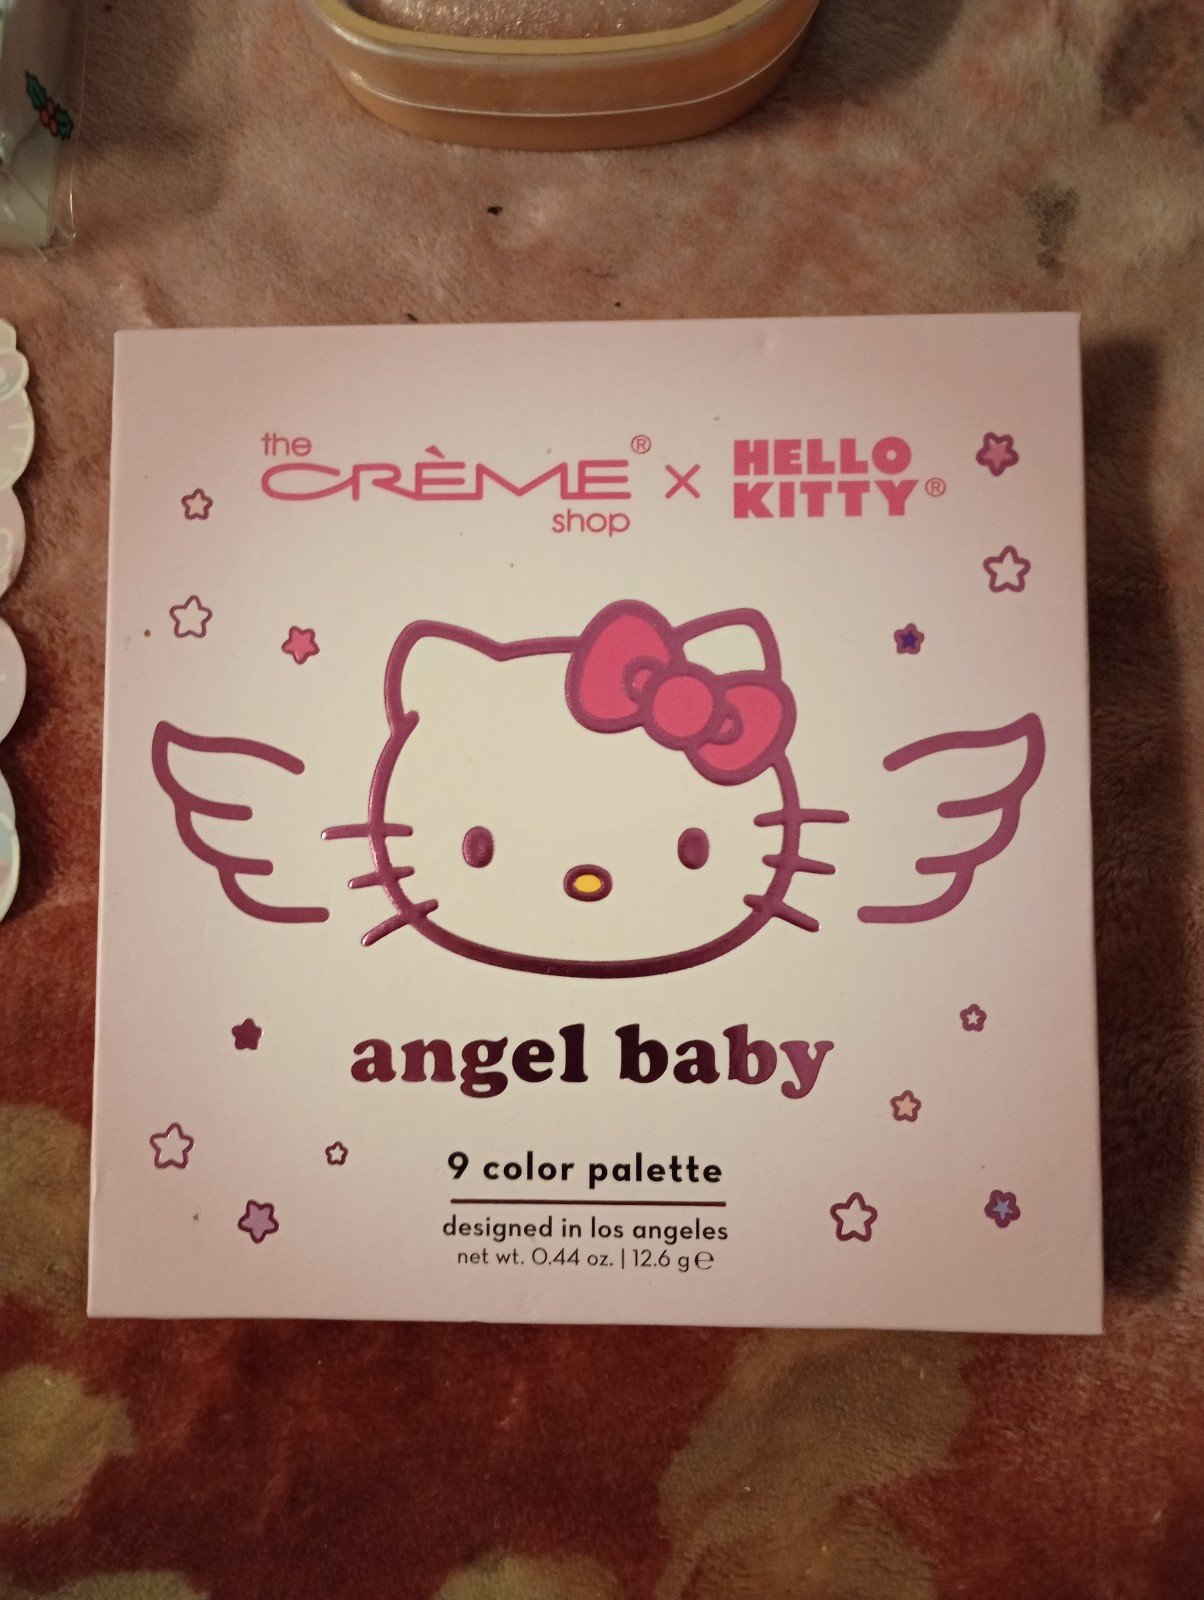 the
CRÈME®
shop
x
HELLO
KITTY®
angel baby
9 color palette
designed in los angeles
net wt. 0.44 oz. | 12.6 g ℮